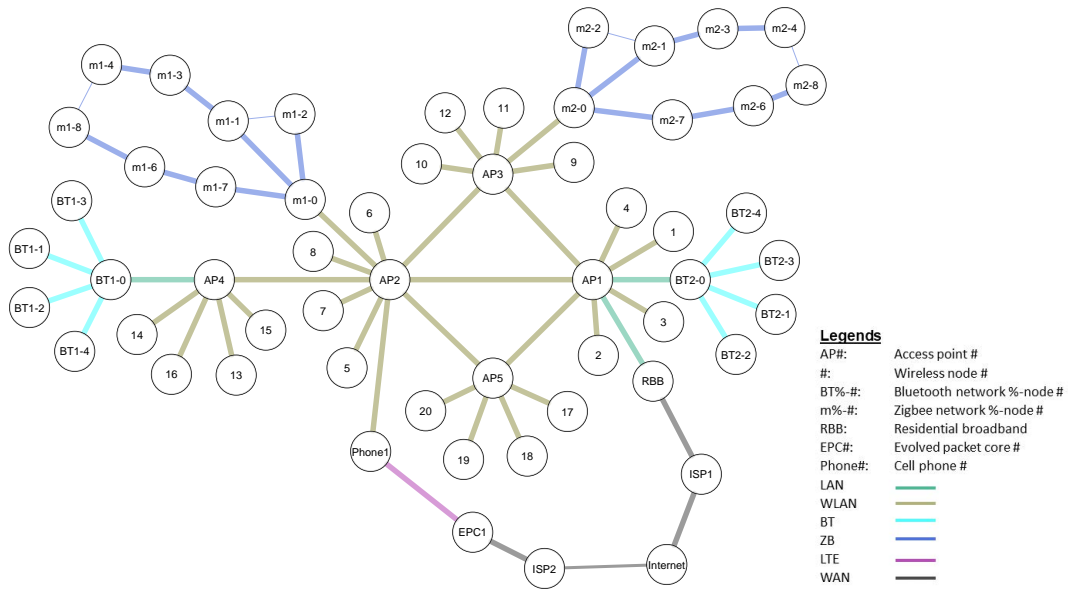 m2-2
m2-1
m2-3
m2-4
m1-4
m1-3
m2-8
m2-0
m2-6
m2-7
12
11
m1-2
m1-1
m1-8
m1-6
m1-7
m1-0
10
AP3
9
BT1-3
6
4
1
BT2-4
BT1-1
8
BT2-3
BT1-0
AP4
AP2
AP1
BT2-0
BT1-2
7
3
BT2-1
14
15
BT1-4
2
BT2-2
16
13
5
AP5
RBB
20
17
19
18
Phone1
ISP1
EPC1
ISP2
Internet
Legends
AP#: Access point #
#: Wireless node #
BT%-#: Bluetooth network %-node #
m%-#: Zigbee network %-node #
RBB: Residential broadband
EPC#: Evolved packet core #
Phone#: Cell phone #
LAN
WLAN
BT
ZB
LTE
WAN